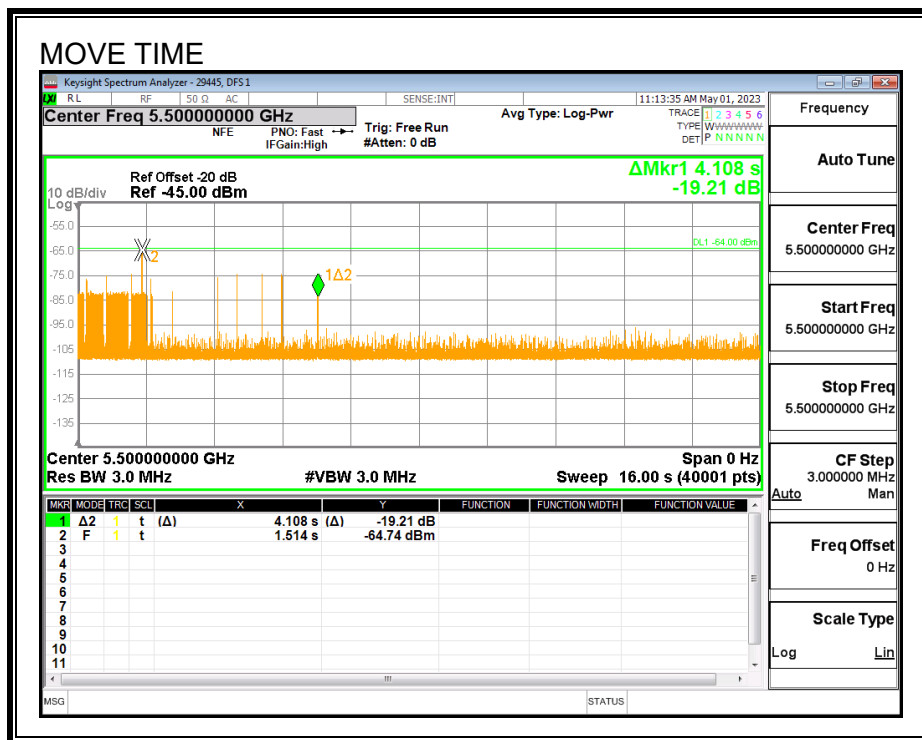 MOVE TIME
Keysight Spectrum Analyzer - 29445, DFS 1
LXI RL RF 50 Ω AC SENSE:INT 11:13:35 AM May 01, 2023
Center Freq 5.500000000 GHz Avg Type: Log-Pwr TRACE 1 2 3 4 5 6
NFE PNO: Fast Trig: Free Run TYPE WWWWWW
IFGain:High #Atten: 0 dB DET P N N N N N
ΔMkr1 4.108 s
-19.21 dB
Ref Offset -20 dB
10 dB/div Ref -45.00 dBm
Log
-55.0
-65.0
-75.0
-85.0
-95.0
-105
-115
-125
-135
DL1 -64.00 dBm
2
1Δ2
Center 5.500000000 GHz Span 0 Hz
Res BW 3.0 MHz #VBW 3.0 MHz Sweep 16.00 s (40001 pts)
MKR MODE TRC SCL X Y FUNCTION FUNCTION WIDTH FUNCTION VALUE
1 Δ2 1 t (Δ) 4.108 s (Δ) -19.21 dB
2 F 1 t 1.514 s -64.74 dBm
3
4
5
6
7
8
9
10
11
MSG STATUS
Frequency
Auto Tune
Center Freq
5.500000000 GHz
Start Freq
5.500000000 GHz
Stop Freq
5.500000000 GHz
CF Step
3.000000 MHz
Auto Man
Freq Offset
0 Hz
Scale Type
Log Lin